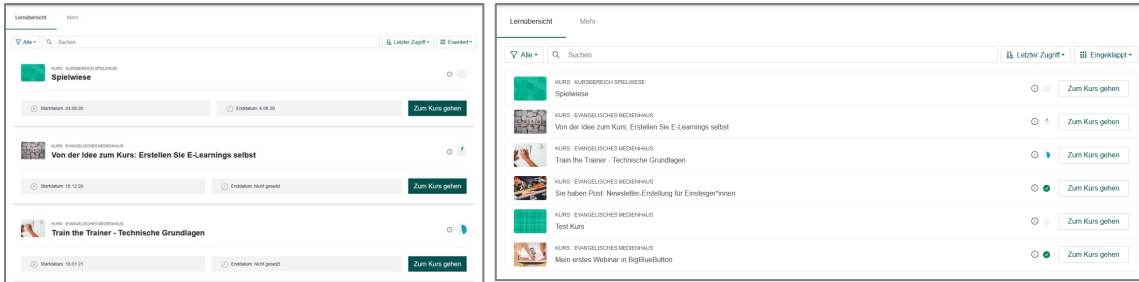 Lernübersicht Mehr
Alle Suchen Letzter Zugriff Erweitert
KURS · KURSBEREICH SPIELWIESE
Spielwiese
Startdatum: 24.09.20 Enddatum: 6.09.20 Zum Kurs gehen
KURS · EVANGELISCHES MEDIENHAUS
Von der Idee zum Kurs: Erstellen Sie E-Learnings selbst
Startdatum: 16.12.20 Enddatum: Nicht gesetzt Zum Kurs gehen
KURS · EVANGELISCHES MEDIENHAUS
Train the Trainer - Technische Grundlagen
Startdatum: 18.01.21 Enddatum: Nicht gesetzt Zum Kurs gehen
Lernübersicht Mehr
Alle Suchen Letzter Zugriff Eingeklappt
KURS · KURSBEREICH SPIELWIESE
Spielwiese Zum Kurs gehen
KURS · EVANGELISCHES MEDIENHAUS
Von der Idee zum Kurs: Erstellen Sie E-Learnings selbst Zum Kurs gehen
KURS · EVANGELISCHES MEDIENHAUS
Train the Trainer - Technische Grundlagen Zum Kurs gehen
KURS · EVANGELISCHES MEDIENHAUS
Sie haben Post: Newsletter-Erstellung für Einsteiger*innen Zum Kurs gehen
KURS · EVANGELISCHES MEDIENHAUS
Test Kurs Zum Kurs gehen
KURS · EVANGELISCHES MEDIENHAUS
Mein erstes Webinar in BigBlueButton Zum Kurs gehen